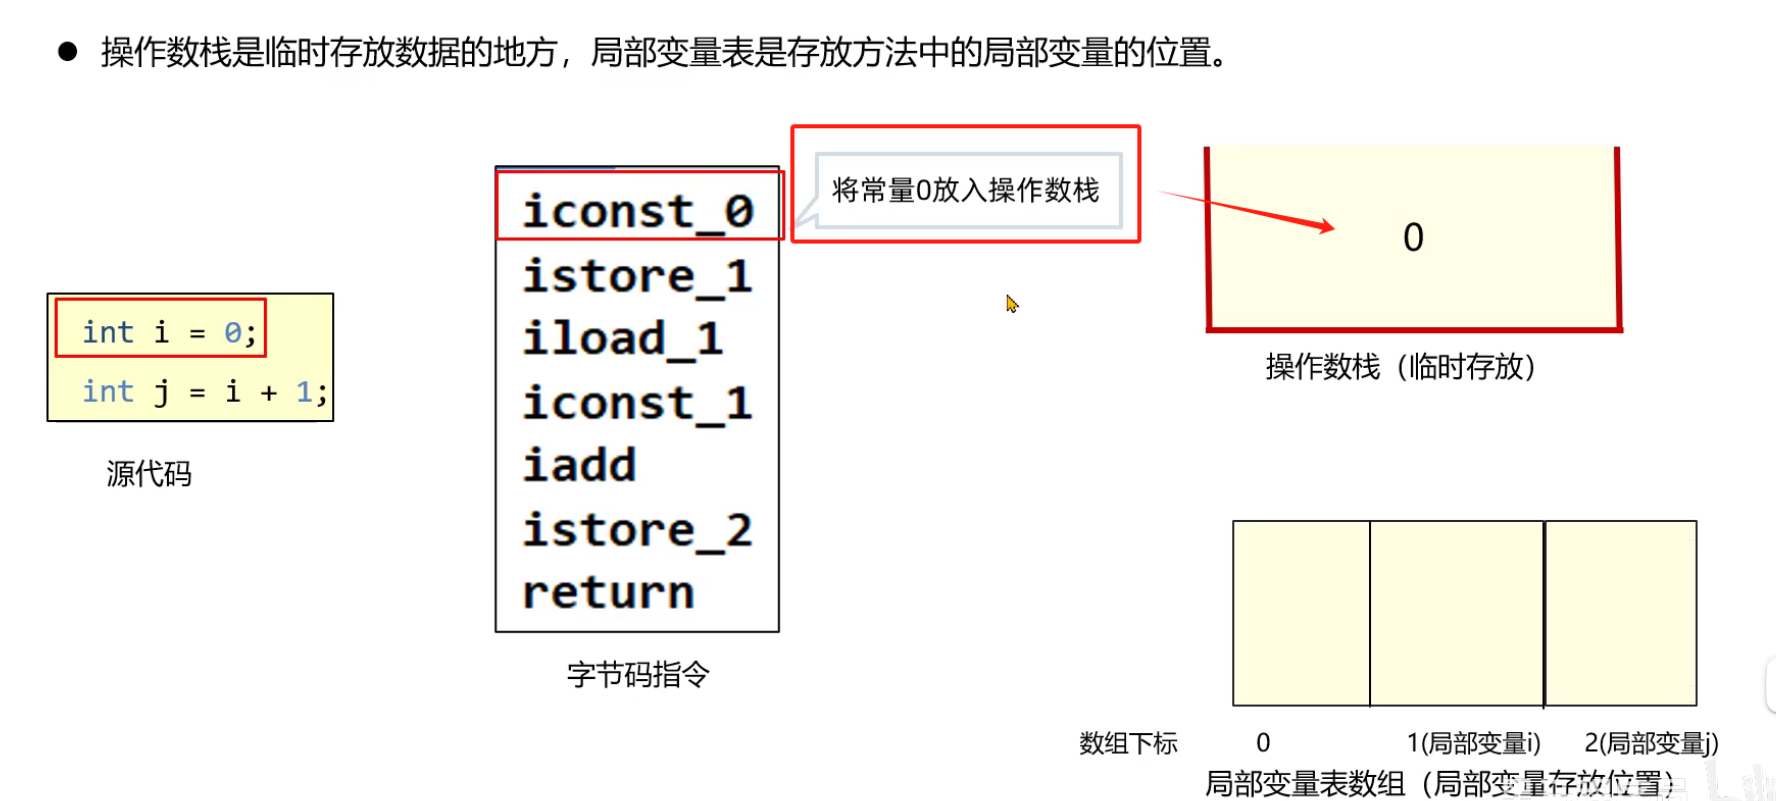 ● 操作数栈是临时存放数据的地方，局部变量表是存放方法中的局部变量的位置。
int i = 0;
int j = i + 1;
源代码
iconst_0
istore_1
iload_1
iconst_1
iadd
istore_2
return
字节码指令
将常量0放入操作数栈
0
操作数栈（临时存放）
数组下标 0 1(局部变量i) 2(局部变量j)
局部变量表数组（局部变量存放位置）